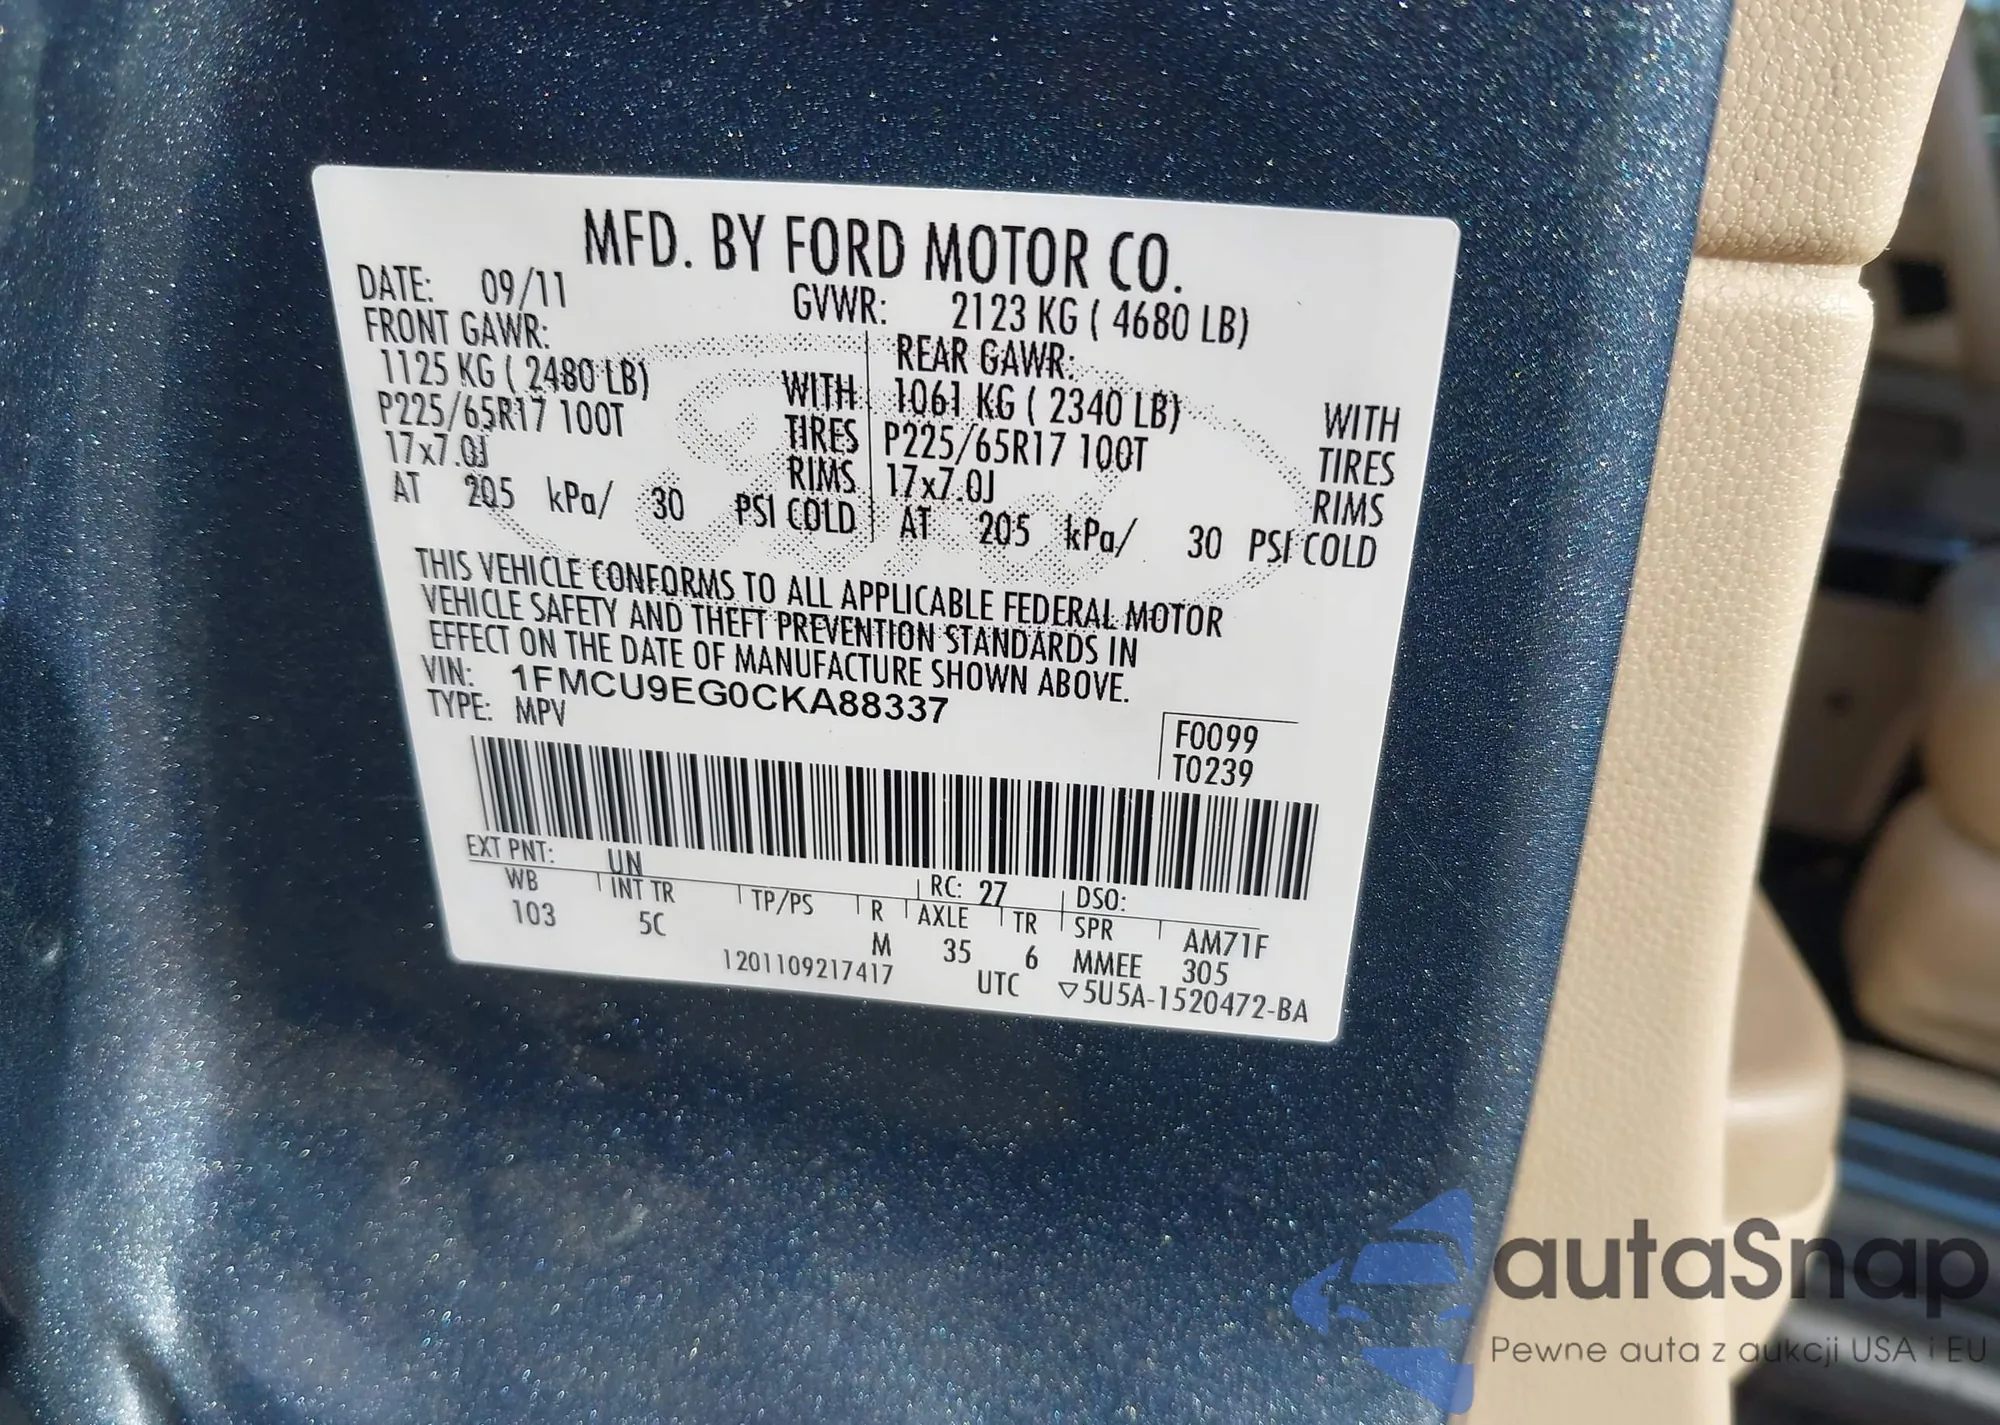 MFD. BY FORD MOTOR CO.
DATE: 09/11 GVWR: 2123 KG ( 4680 LB)
FRONT GAWR: REAR GAWR:
1125 KG ( 2480 LB) WITH 1061 KG ( 2340 LB) WITH
P225/65R17 100T TIRES P225/65R17 100T TIRES
17x7.0J RIMS 17x7.0J RIMS
AT 205 kPa/ 30 PSI COLD AT 205 kPa/ 30 PSI COLD
THIS VEHICLE CONFORMS TO ALL APPLICABLE FEDERAL MOTOR
VEHICLE SAFETY AND THEFT PREVENTION STANDARDS IN
EFFECT ON THE DATE OF MANUFACTURE SHOWN ABOVE.
VIN: 1FMCU9EG0CKA88337
TYPE: MPV
F0099
T0239
EXT PNT: UN RC: 27 DSO:
WB INT TR TP/PS R AXLE TR SPR AM71F
103 5C M 35 6 MMEE 305
1201109217417 UTC ▽5U5A-1520472-BA
autaSnap
Pewne auta z aukcji USA i EU